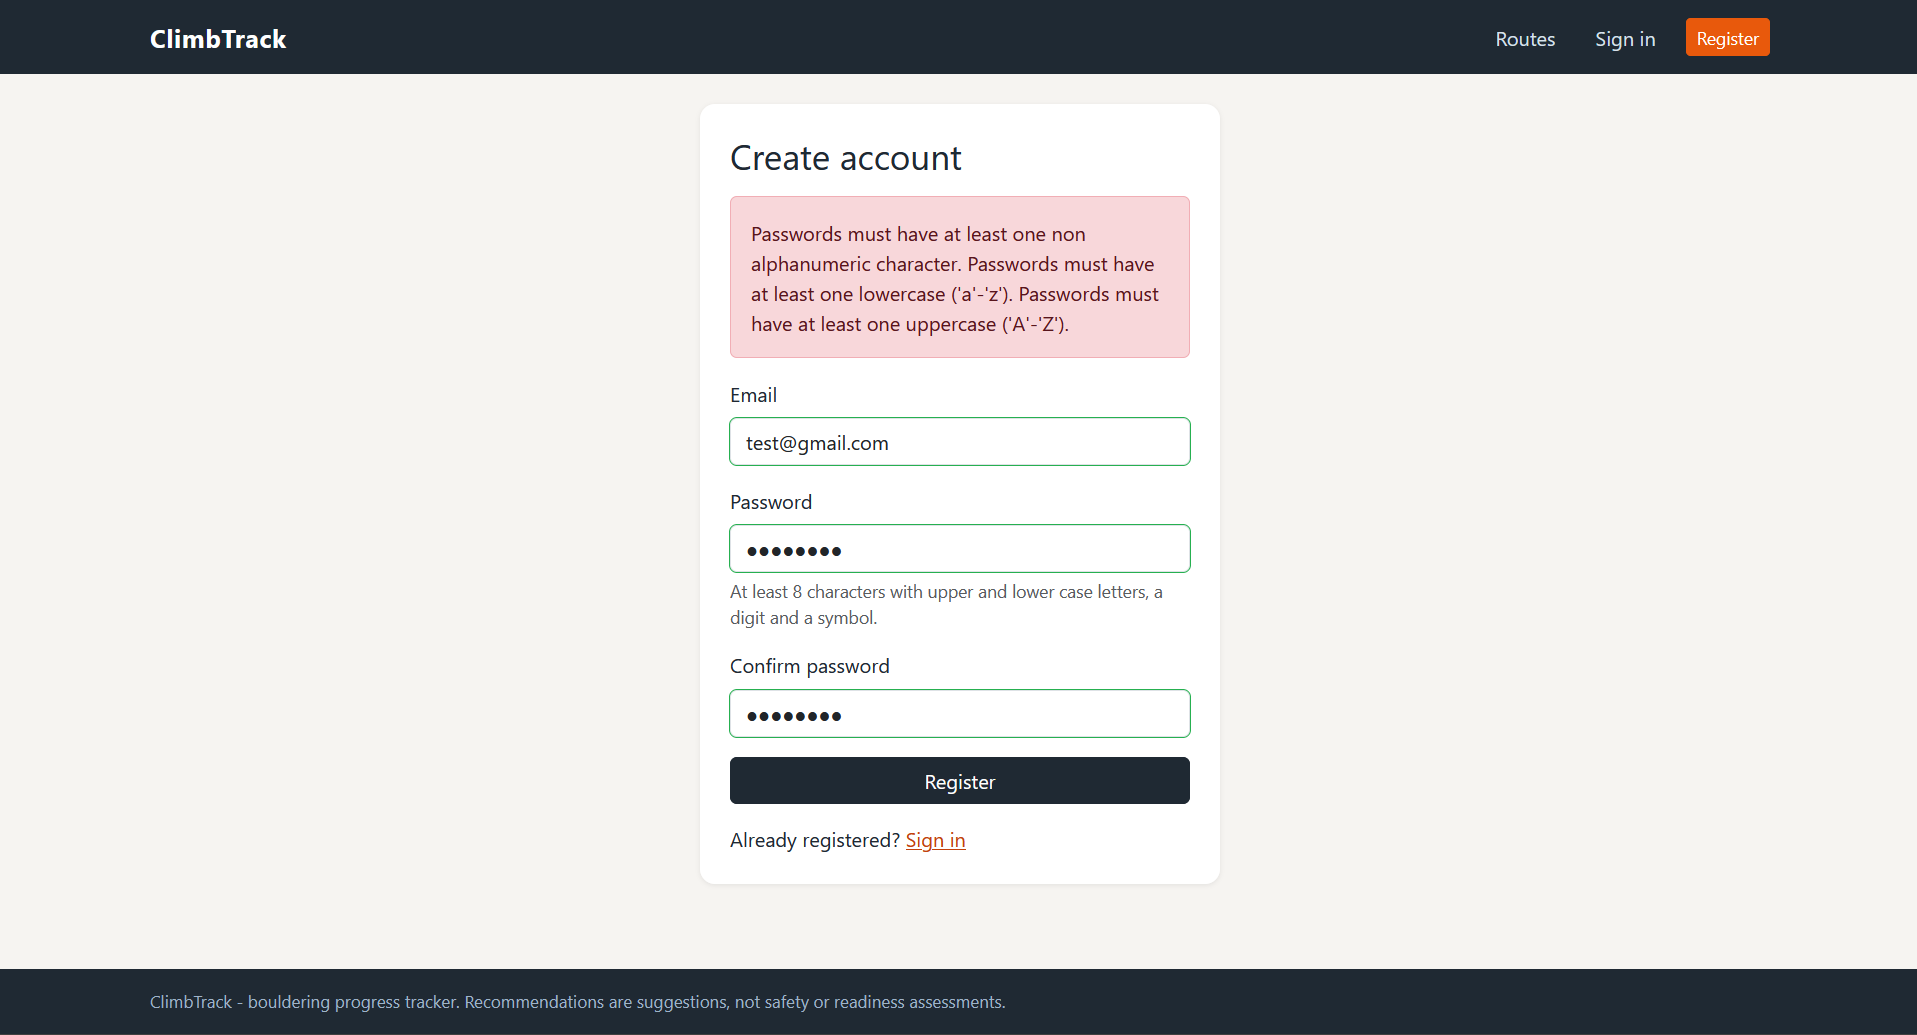 ClimbTrack
Routes
Sign in
Register
Create account
Passwords must have at least one non
alphanumeric character. Passwords must have
at least one lowercase ('a'-'z'). Passwords must
have at least one uppercase ('A'-'Z').
Email
test@gmail.com
Password
●●●●●●●●
At least 8 characters with upper and lower case letters, a
digit and a symbol.
Confirm password
●●●●●●●●
Register
Already registered? Sign in
ClimbTrack - bouldering progress tracker. Recommendations are suggestions, not safety or readiness assessments.